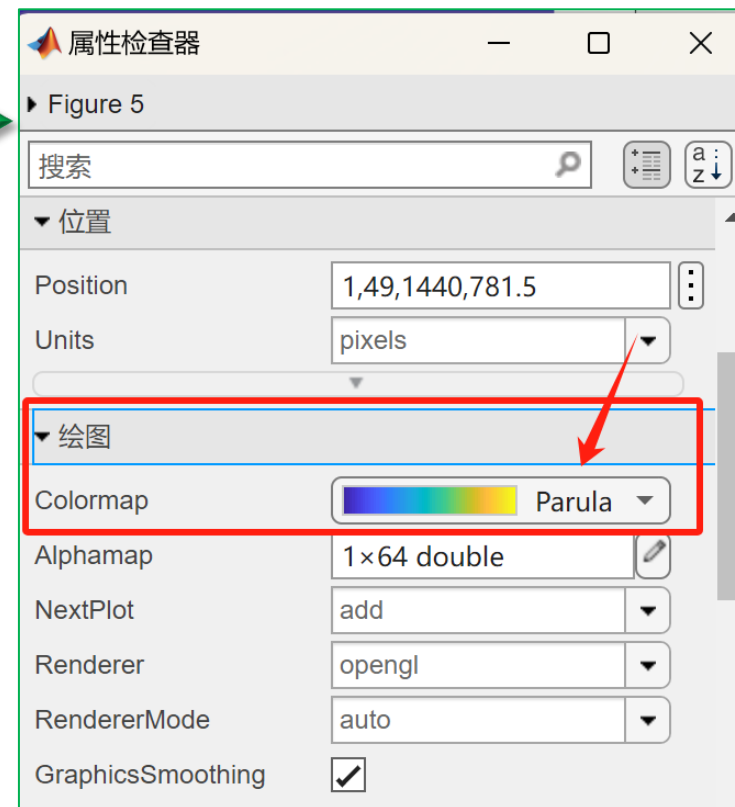 属性检查器
Figure 5
搜索
a
z
位置
Position 1,49,1440,781.5
Units pixels
绘图
Colormap Parula
Alphamap 1×64 double
NextPlot add
Renderer opengl
RendererMode auto
GraphicsSmoothing